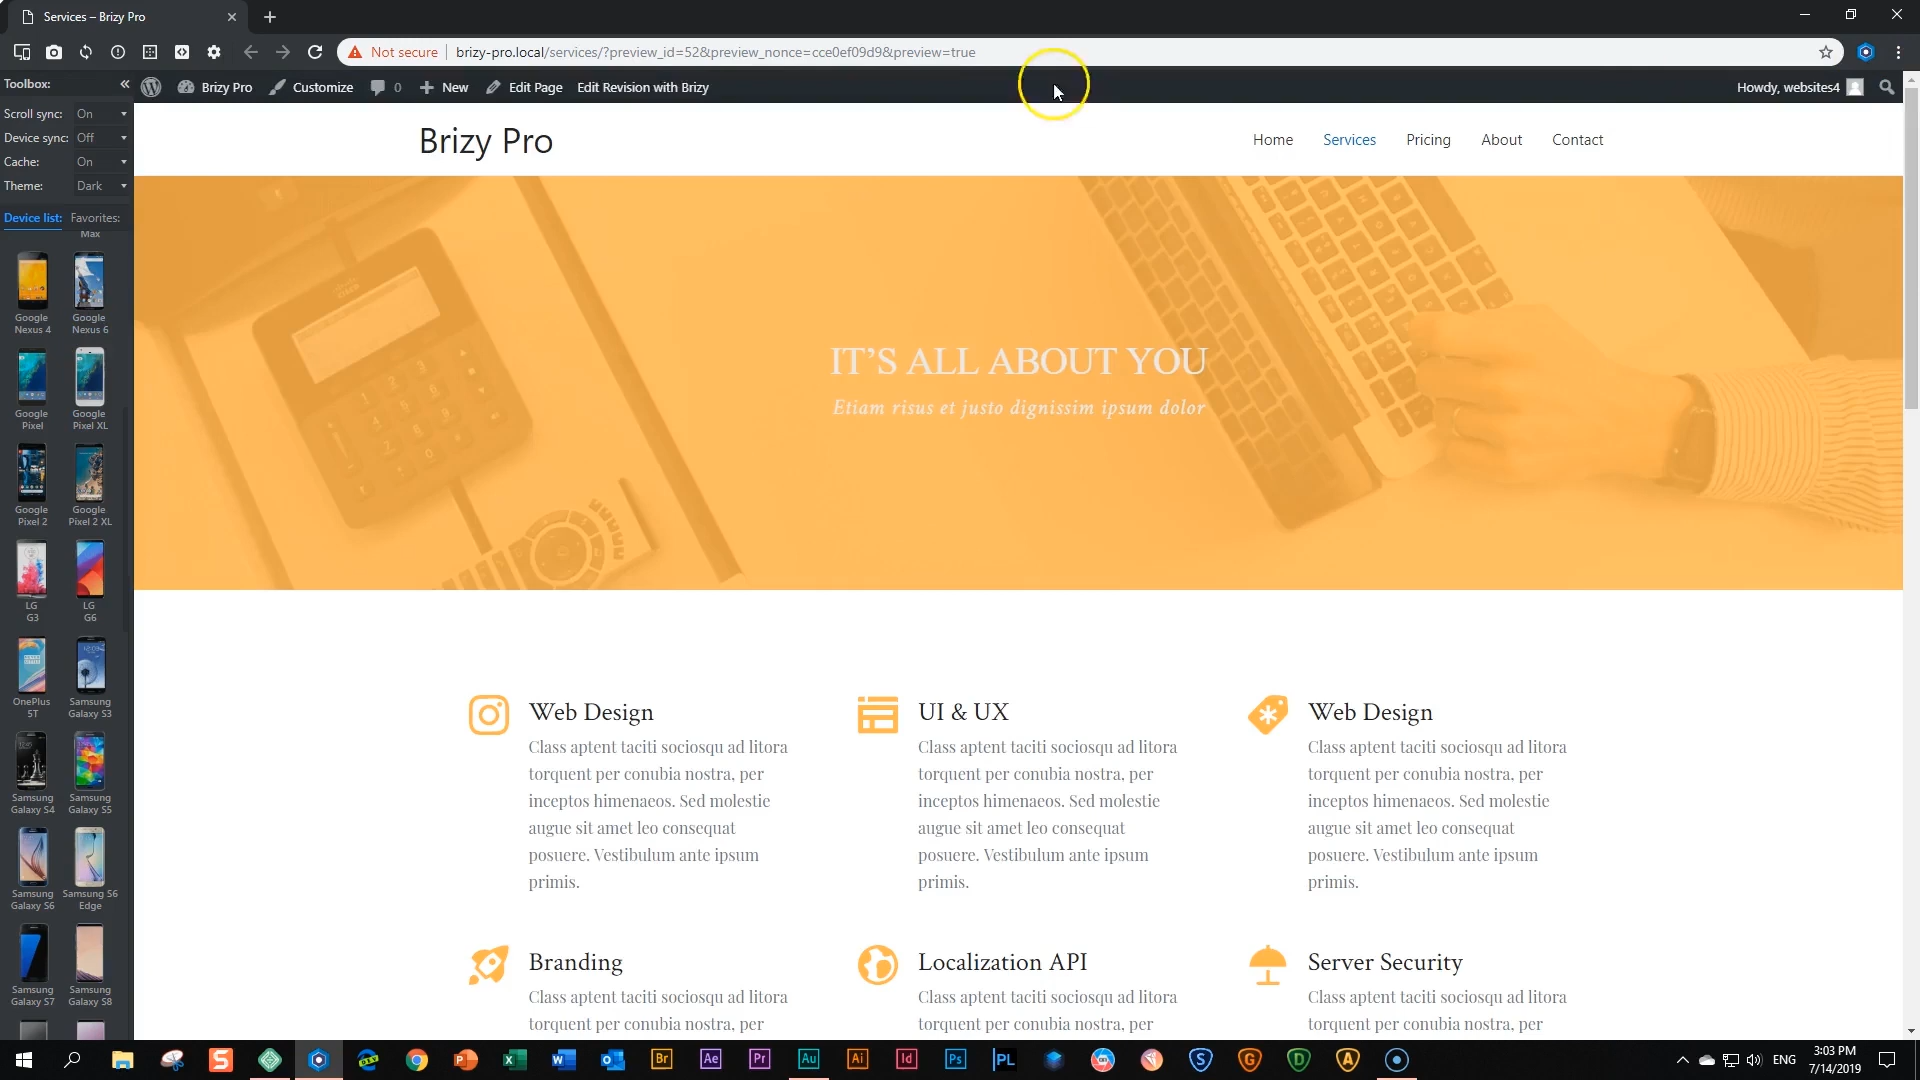 Services – Brizy Pro
Not secure
brizy-pro.local/services/?preview_id=52&preview_nonce=cce0ef09d9&preview=true
Toolbox:
Brizy Pro
Customize
0
New
Edit Page
Edit Revision with Brizy
Howdy, websites4
Scroll sync: On
Device sync: Off
Cache: On
Theme: Dark
Device list: Favorites:
Max
Google
Nexus 4
Google
Nexus 6
Google
Pixel
Google
Pixel XL
Google
Pixel 2
Google
Pixel 2 XL
LG
G3
LG
G6
OnePlus
5T
Samsung
Galaxy S3
Samsung
Galaxy S4
Samsung
Galaxy S5
Samsung
Galaxy S6
Samsung S6
Edge
Samsung
Galaxy S7
Samsung
Galaxy S8
Brizy Pro
Home
Services
Pricing
About
Contact
IT’S ALL ABOUT YOU
Etiam risus et justo dignissim ipsum dolor
Web Design
Class aptent taciti sociosqu ad litora
torquent per conubia nostra, per
inceptos himenaeos. Sed molestie
augue sit amet leo consequat
posuere. Vestibulum ante ipsum
primis.
UI & UX
Class aptent taciti sociosqu ad litora
torquent per conubia nostra, per
inceptos himenaeos. Sed molestie
augue sit amet leo consequat
posuere. Vestibulum ante ipsum
primis.
Web Design
Class aptent taciti sociosqu ad litora
torquent per conubia nostra, per
inceptos himenaeos. Sed molestie
augue sit amet leo consequat
posuere. Vestibulum ante ipsum
primis.
Branding
Class aptent taciti sociosqu ad litora
torquent per conubia nostra, per
Localization API
Class aptent taciti sociosqu ad litora
torquent per conubia nostra, per
Server Security
Class aptent taciti sociosqu ad litora
torquent per conubia nostra, per
Br
Ae
Pr
Au
Ai
Id
Ps
PL
S
G
D
A
ENG
3:03 PM
7/14/2019